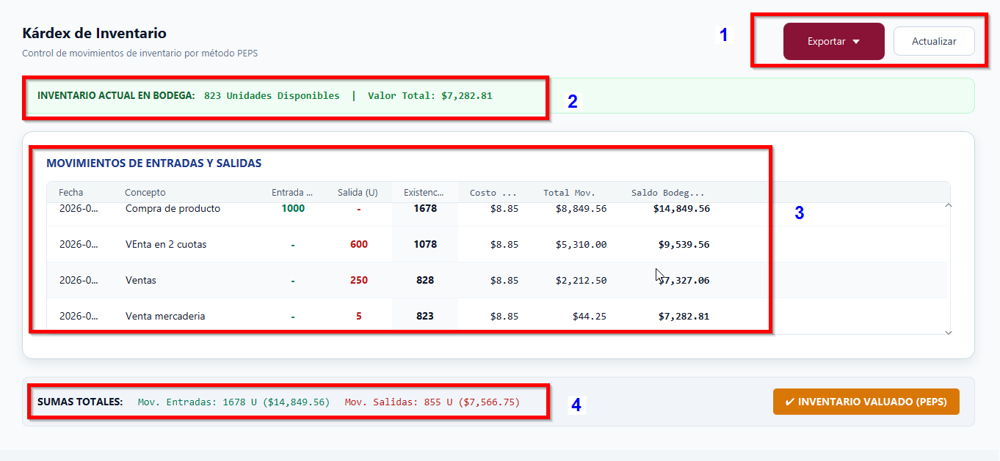 Kárdex de Inventario
Control de movimientos de inventario por método PEPS
1
Exportar
Actualizar
INVENTARIO ACTUAL EN BODEGA: 823 Unidades Disponibles | Valor Total: $7,282.81
2
MOVIMIENTOS DE ENTRADAS Y SALIDAS
Fecha Concepto Entrada ... Salida (U) Existenc... Costo ... Total Mov. Saldo Bodeg...
2026-0... Compra de producto 1000 - 1678 $8.85 $8,849.56 $14,849.56
3
2026-0... VEnta en 2 cuotas - 600 1078 $8.85 $5,310.00 $9,539.56
2026-0... Ventas - 250 828 $8.85 $2,212.50 $7,327.06
2026-0... Venta mercaderia - 5 823 $8.85 $44.25 $7,282.81
SUMAS TOTALES: Mov. Entradas: 1678 U ($14,849.56) Mov. Salidas: 855 U ($7,566.75)
4
✔ INVENTARIO VALUADO (PEPS)